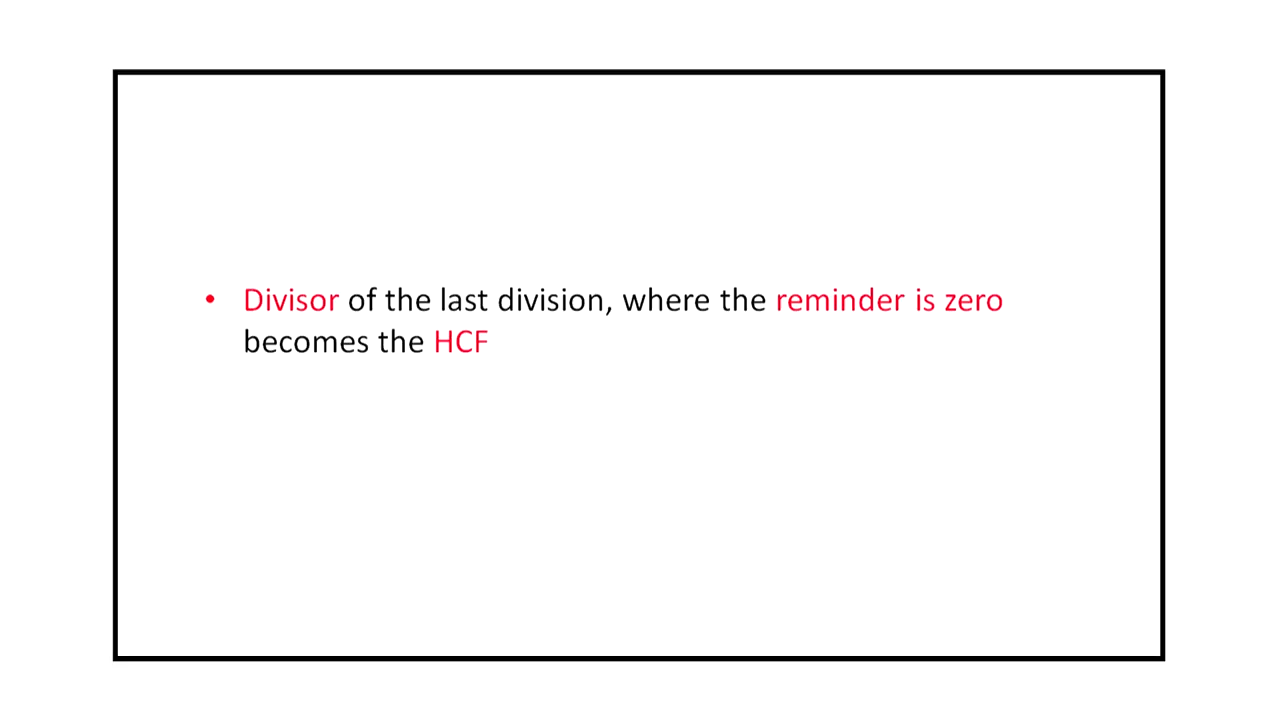 • Divisor of the last division, where the reminder is zero
becomes the HCF